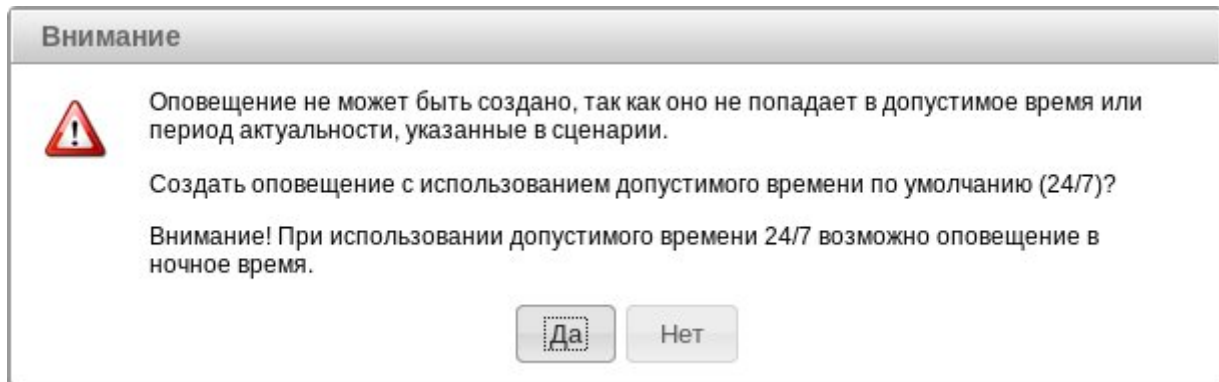 Внимание
Оповещение не может быть создано, так как оно не попадает в допустимое время или
период актуальности, указанные в сценарии.
Создать оповещение с использованием допустимого времени по умолчанию (24/7)?
Внимание! При использовании допустимого времени 24/7 возможно оповещение в
ночное время.
Да
Нет